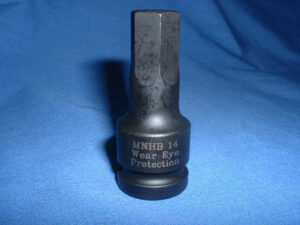 MNHB 14
Wear Eye
Protection